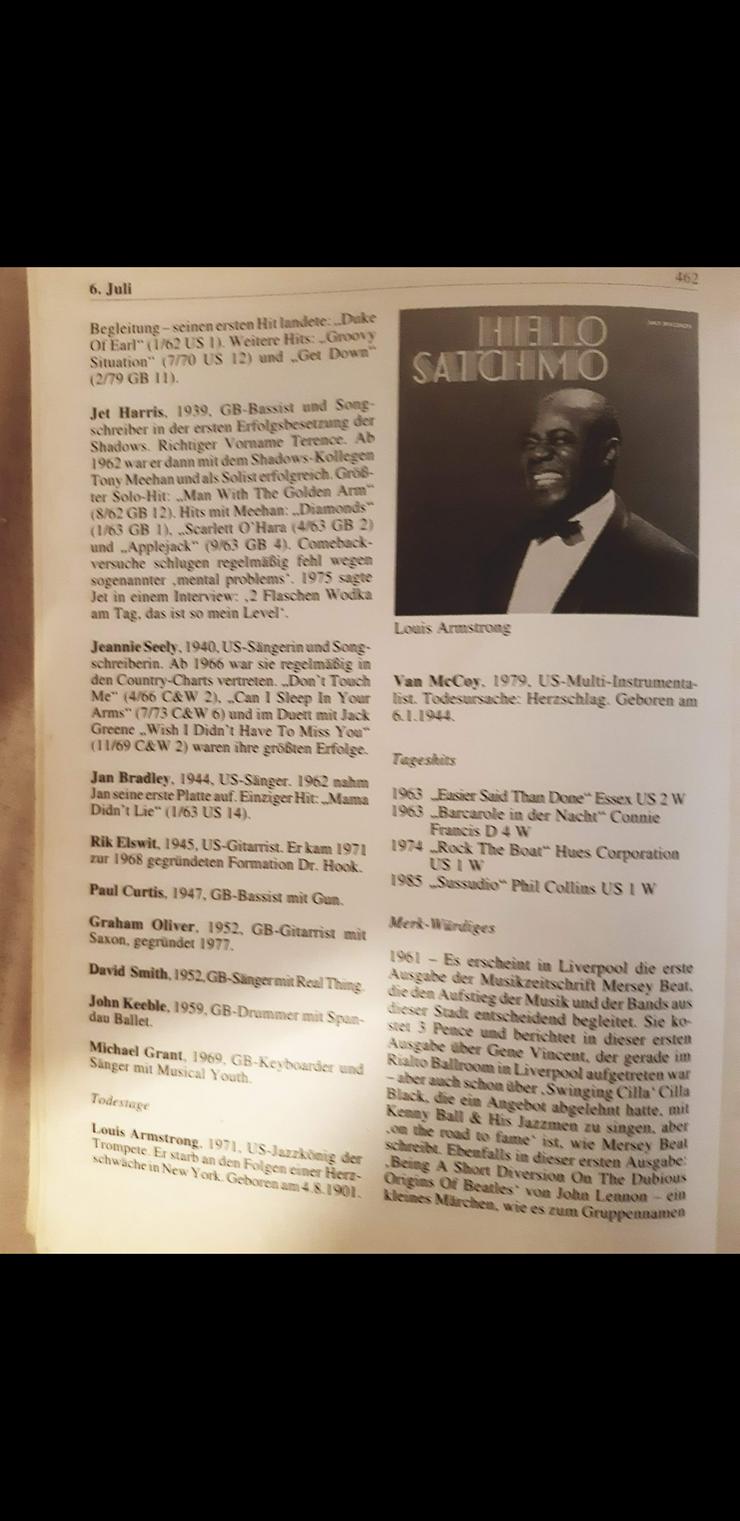 6. Juli
462
Begleitung – seinen ersten Hit landete: „Duke
Of Earl“ (1/62 US 1). Weitere Hits: „Groovy
Situation“ (7/70 US 12) und „Get Down“
(2/79 GB 11).
Jet Harris, 1939, GB-Bassist und Song-
schreiber in der ersten Erfolgsbesetzung der
Shadows. Richtiger Vorname Terence. Ab
1962 war er dann mit dem Shadows-Kollegen
Tony Meehan und als Solist erfolgreich. Größ-
ter Solo-Hit: „Man With The Golden Arm“
(8/62 GB 12). Hits mit Meehan: „Diamonds“
(1/63 GB 1), „Scarlett O'Hara (4/63 GB 2)
und „Applejack“ (9/63 GB 4). Comeback-
versuche schlugen regelmäßig fehl wegen
sogenannter ‚mental problems‘. 1975 sagte
Jet in einem Interview: ‚2 Flaschen Wodka
am Tag, das ist so mein Level‘.
Jeannie Seely, 1940, US-Sängerin und Song-
schreiberin. Ab 1966 war sie regelmäßig in
den Country-Charts vertreten. „Don't Touch
Me“ (4/66 C&W 2), „Can I Sleep In Your
Arms“ (7/73 C&W 6) und im Duett mit Jack
Greene „Wish I Didn't Have To Miss You“
(11/69 C&W 2) waren ihre größten Erfolge.
Jan Bradley, 1944, US-Sänger. 1962 nahm
Jan seine erste Platte auf. Einziger Hit: „Mama
Didn't Lie“ (1/63 US 14).
Rik Elswit, 1945, US-Gitarrist. Er kam 1971
zur 1968 gegründeten Formation Dr. Hook.
Paul Curtis, 1947, GB-Bassist mit Gun.
Graham Oliver, 1952, GB-Gitarrist mit
Saxon, gegründet 1977.
David Smith, 1952, GB-Sänger mit Real Thing.
John Keeble, 1959, GB-Drummer mit Span-
dau Ballet.
Michael Grant, 1969, GB-Keyboarder und
Sänger mit Musical Youth.
Todestage
Louis Armstrong, 1971, US-Jazzkönig der
Trompete. Er starb an den Folgen einer Herz-
schwäche in New York. Geboren am 4.8.1901.
HELLO
SATCHMO
Louis Armstrong
Van McCoy, 1979, US-Multi-Instrumenta-
list. Todesursache: Herzschlag. Geboren am
6.1.1944.
Tageshits
1963 „Easier Said Than Done“ Essex US 2 W
1963 „Barcarole in der Nacht“ Connie
Francis D 4 W
1974 „Rock The Boat“ Hues Corporation
US 1 W
1985 „Sussudio“ Phil Collins US 1 W
Merk-Würdiges
1961 – Es erscheint in Liverpool die erste
Ausgabe der Musikzeitschrift Mersey Beat,
die den Aufstieg der Musik und der Bands aus
dieser Stadt entscheidend begleitet. Sie ko-
stet 3 Pence und berichtet in dieser ersten
Ausgabe über Gene Vincent, der gerade im
Rialto Ballroom in Liverpool aufgetreten war
– aber auch schon über ‚Swinging Cilla‘ Cilla
Black, die ein Angebot abgelehnt hatte, mit
Kenny Ball & His Jazzmen zu singen, aber
‚on the road to fame‘ ist, wie Mersey Beat
schreibt. Ebenfalls in dieser ersten Ausgabe:
‚Being A Short Diversion On The Dubious
Origins Of Beatles‘ von John Lennon – ein
kleines Märchen, wie es zum Gruppennamen